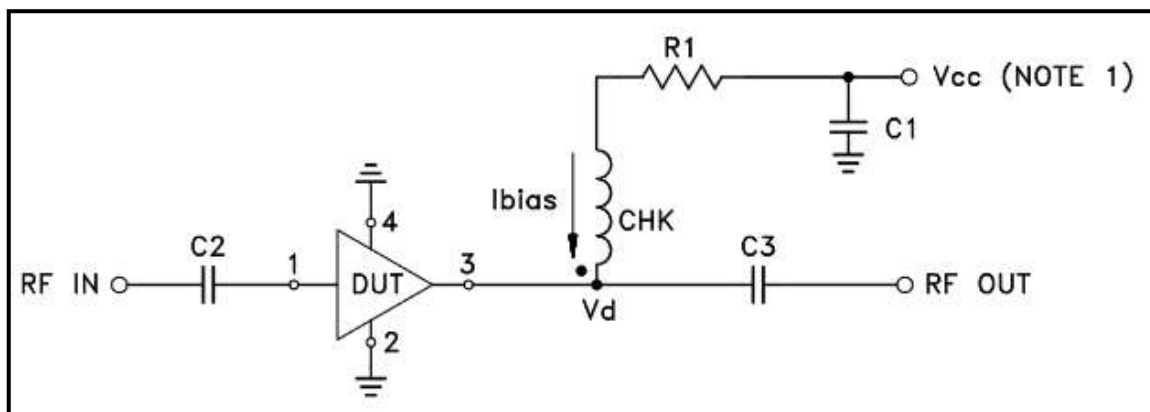 R1
Vcc (NOTE 1)
C1
4
Ibias
CHK
C2
C3
RF IN
1
DUT
3
RF OUT
Vd
2